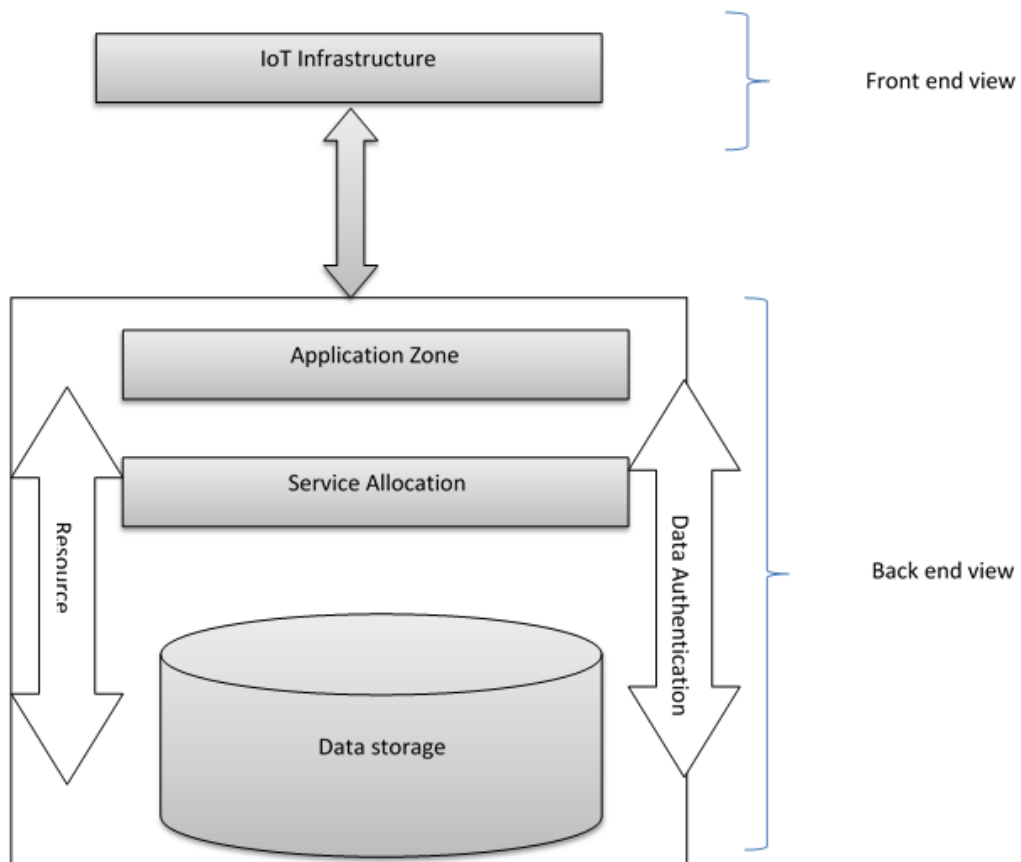 IoT Infrastructure
Front end view
Application Zone
Service Allocation
Resource
Data Authentication
Back end view
Data storage